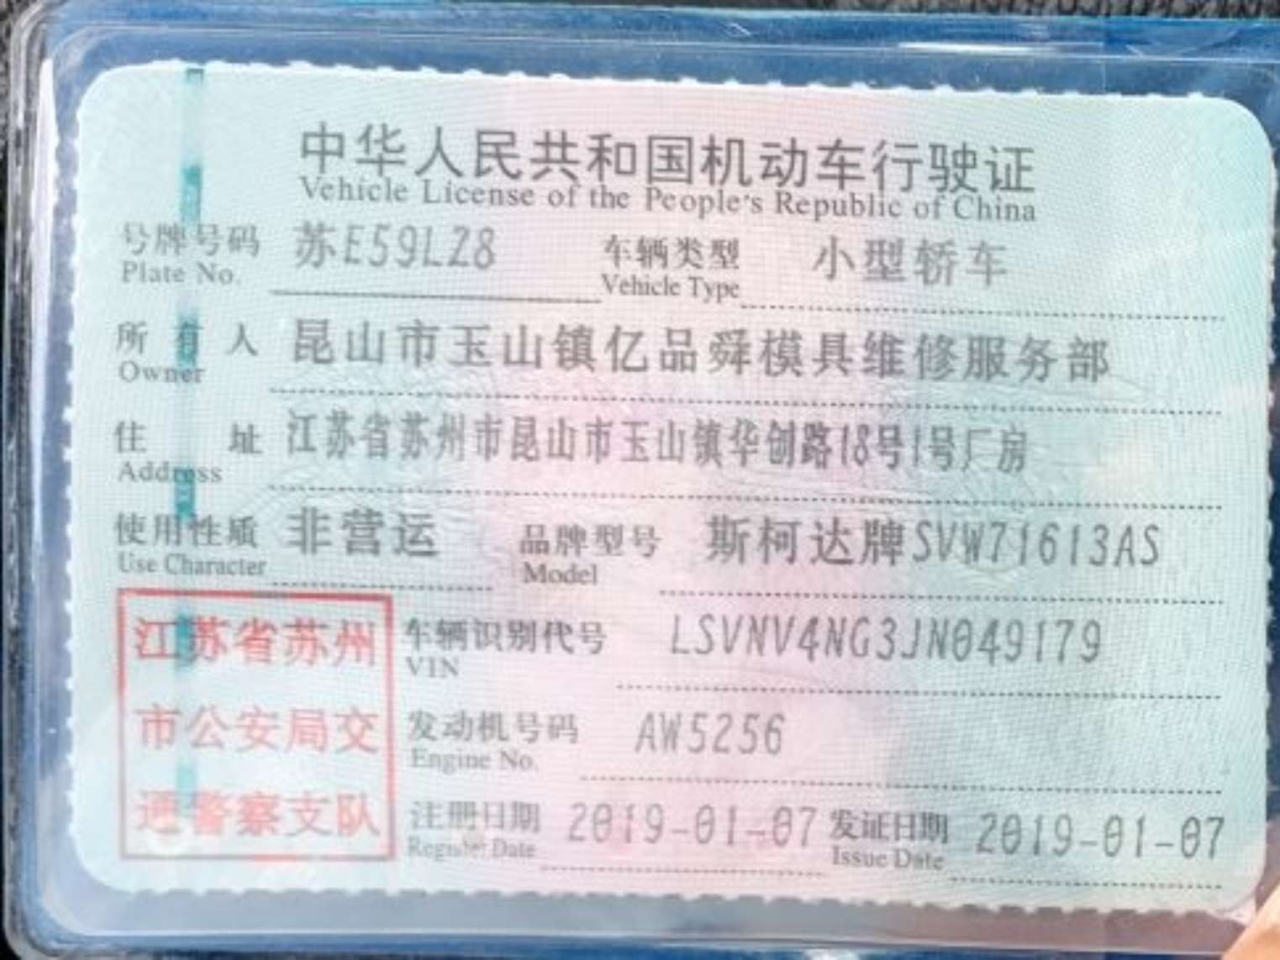 中华人民共和国机动车行驶证
Vehicle License of the People's Republic of China
号牌号码 苏E59LZ8 车辆类型 小型轿车
Plate No. Vehicle Type
所有人 昆山市玉山镇亿品舜模具维修服务部
Owner
住址 江苏省苏州市昆山市玉山镇华创路18号1号厂房
Address
使用性质 非营运 品牌型号 斯柯达牌SVW71613AS
Use Character Model
江苏省苏州 车辆识别代号 LSVNV4NG3JN049179
VIN
市公安局交 发动机号码 AW5256
Engine No.
通警察支队 注册日期 2019-01-07 发证日期 2019-01-07
Register Date Issue Date